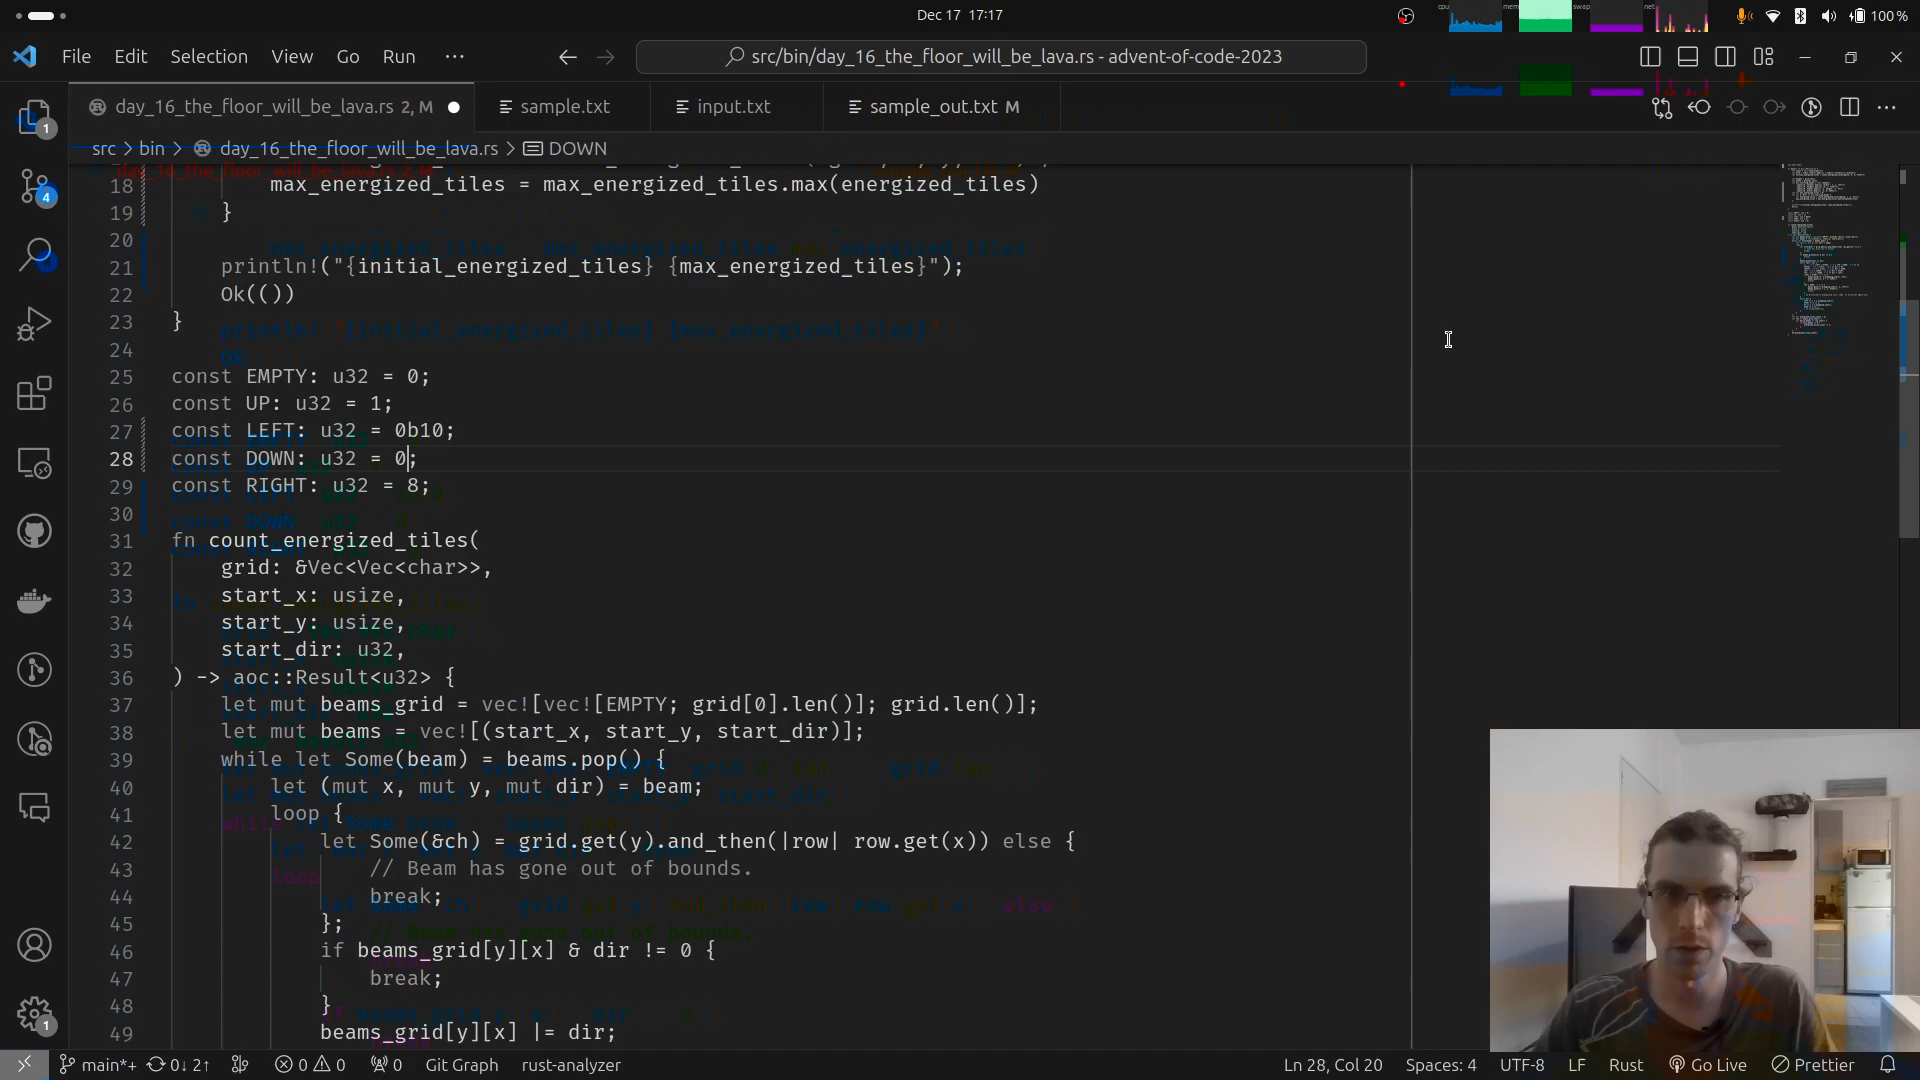 Dec 17 17:17
cpu mem swap net 100 %
File Edit Selection View Go Run ··· src/bin/day_16_the_floor_will_be_lava.rs - advent-of-code-2023
day_16_the_floor_will_be_lava.rs 2, M sample.txt input.txt sample_out.txt M
1
src > bin > day_16_the_floor_will_be_lava.rs > DOWN
18 max_energized_tiles = max_energized_tiles.max(energized_tiles)
4
19 }
20
21 println!("{initial_energized_tiles} {max_energized_tiles}");
22 Ok(())
23 }
24
25 const EMPTY: u32 = 0;
26 const UP: u32 = 1;
27 const LEFT: u32 = 0b10;
28 const DOWN: u32 = 0;
29 const RIGHT: u32 = 8;
30
31 fn count_energized_tiles(
32 grid: &Vec<Vec<char>>,
33 start_x: usize,
34 start_y: usize,
35 start_dir: u32,
36 ) -> aoc::Result<u32> {
37 let mut beams_grid = vec![vec![EMPTY; grid[0].len()]; grid.len()];
38 let mut beams = vec![(start_x, start_y, start_dir)];
39 while let Some(beam) = beams.pop() {
40 let (mut x, mut y, mut dir) = beam;
41 loop {
42 let Some(&ch) = grid.get(y).and_then(|row| row.get(x)) else {
43 // Beam has gone out of bounds.
44 break;
45 };
46 if beams_grid[y][x] & dir != 0 {
47 break;
48 }
1
49 beams_grid[y][x] |= dir;
main*+ 0↓ 2↑ 0 0 0 Git Graph rust-analyzer Ln 28, Col 20 Spaces: 4 UTF-8 LF Rust Go Live Prettier